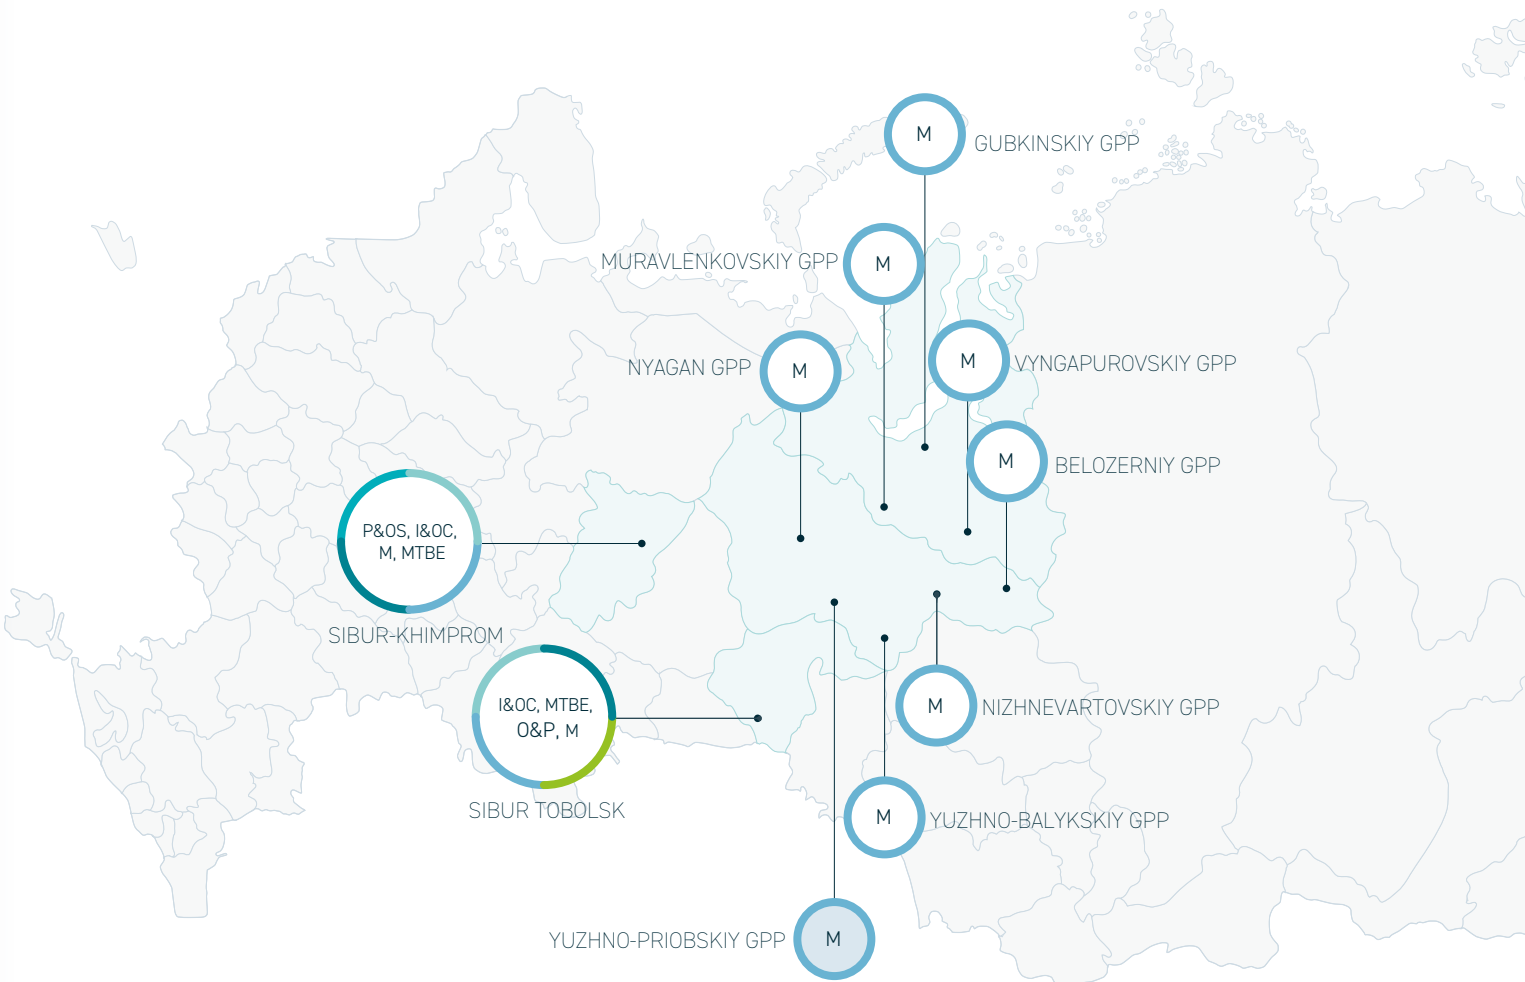 M
GUBKINSKIY GPP
MURAVLENKOVSKIY GPP
M
NYAGAN GPP
M
M
VYNGAPUROVSKIY GPP
M
BELOZERNIY GPP
P&OS, I&OC,
M, MTBE
SIBUR-KHIMPROM
I&OC, MTBE,
O&P, M
SIBUR TOBOLSK
M
NIZHNEVARTOVSKIY GPP
M
YUZHNO-BALYKSKIY GPP
YUZHNO-PRIOBSKIY GPP
M